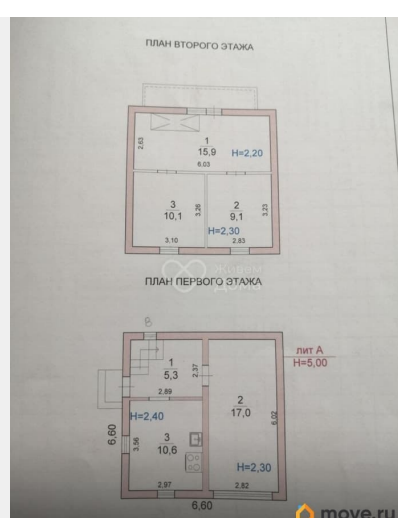 ПЛАН ВТОРОГО ЭТАЖА
1
15,9
2,63
6.03
H=2,20
3
10,1
3,26
3,10
2
9,1
3,23
H=2,30
2,83
ПЛАН ПЕРВОГО ЭТАЖА
Живём
Дома
8
1
5,3
2,37
2,89
лит А
H=5,00
2
17,0
6,02
H=2,40
6,60
3,56
3
10,6
H=2,30
2,97
2,82
6,60
move.ru